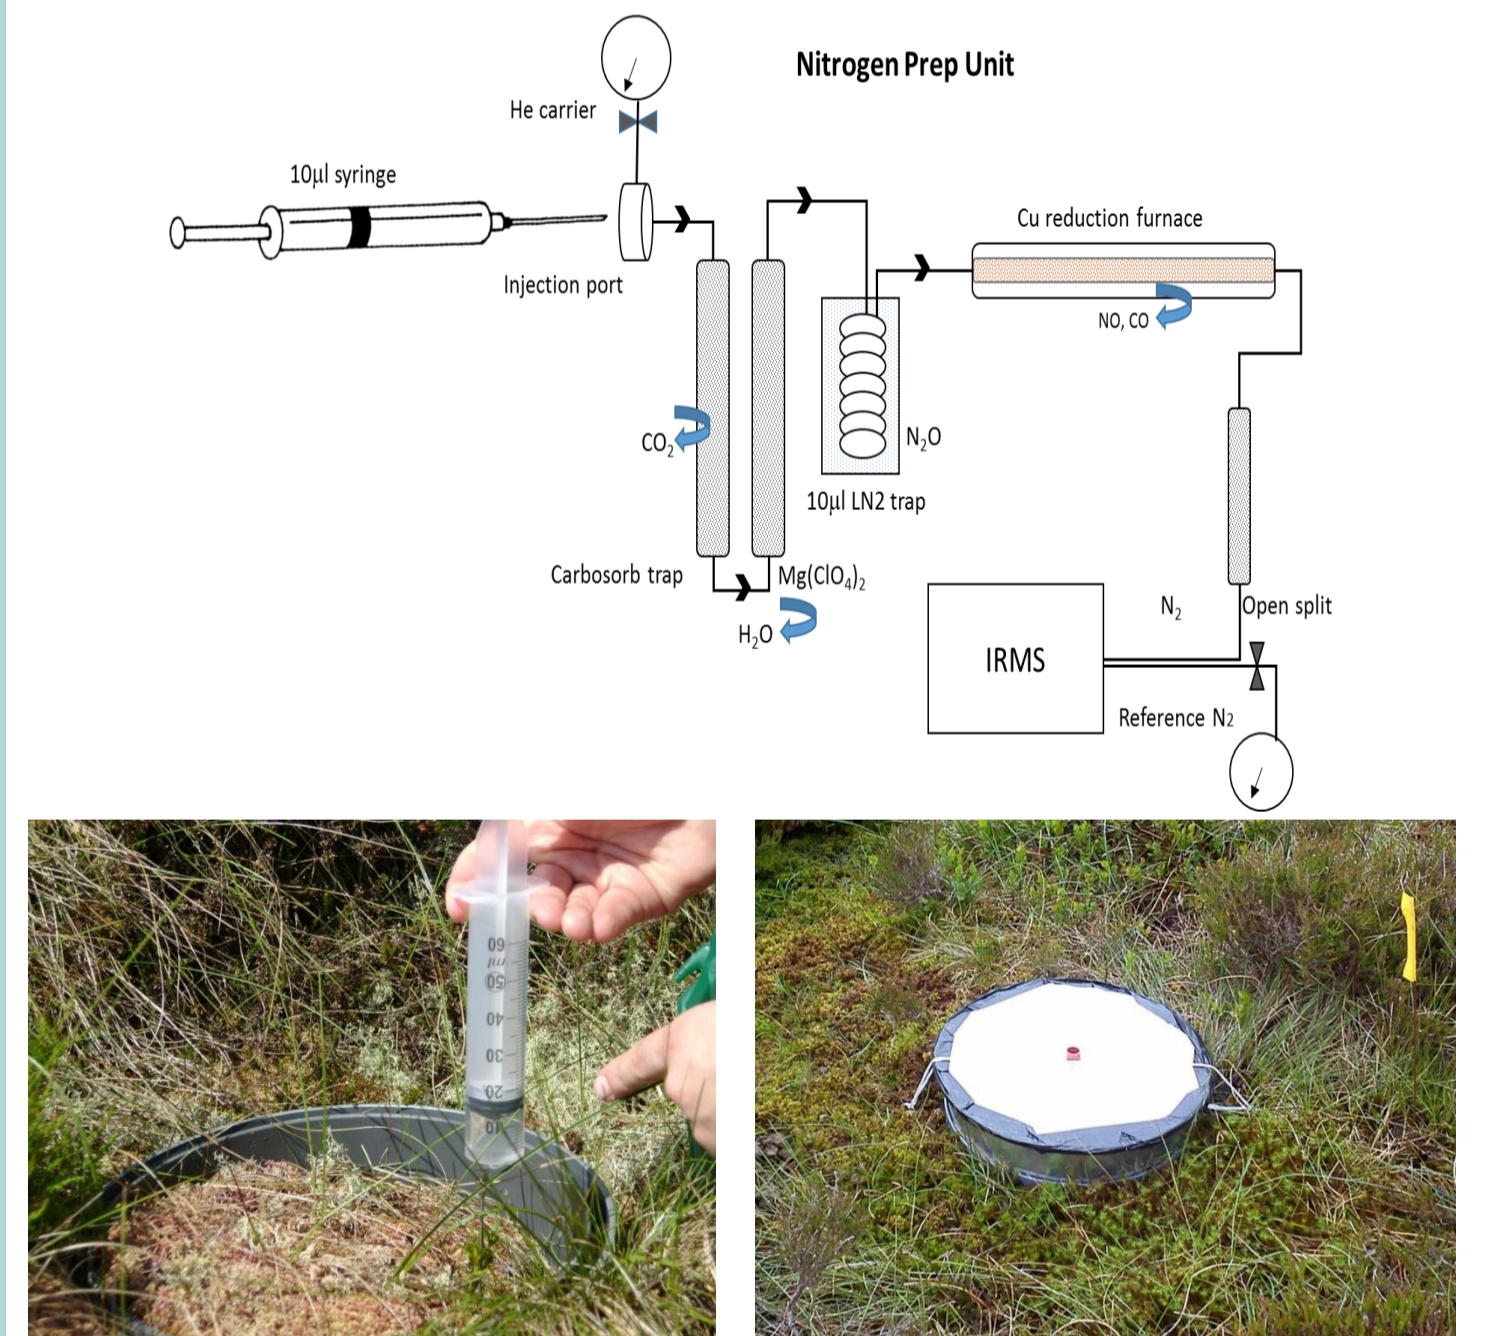 Nitrogen Prep Unit
He carrier
10µl syringe
Injection port
Cu reduction furnace
NO, CO
CO2
N2O
10µl LN2 trap
Carbosorb trap
Mg(ClO4)2
H2O
N2
Open split
IRMS
Reference N2
60
ml
50
40
30
20
10